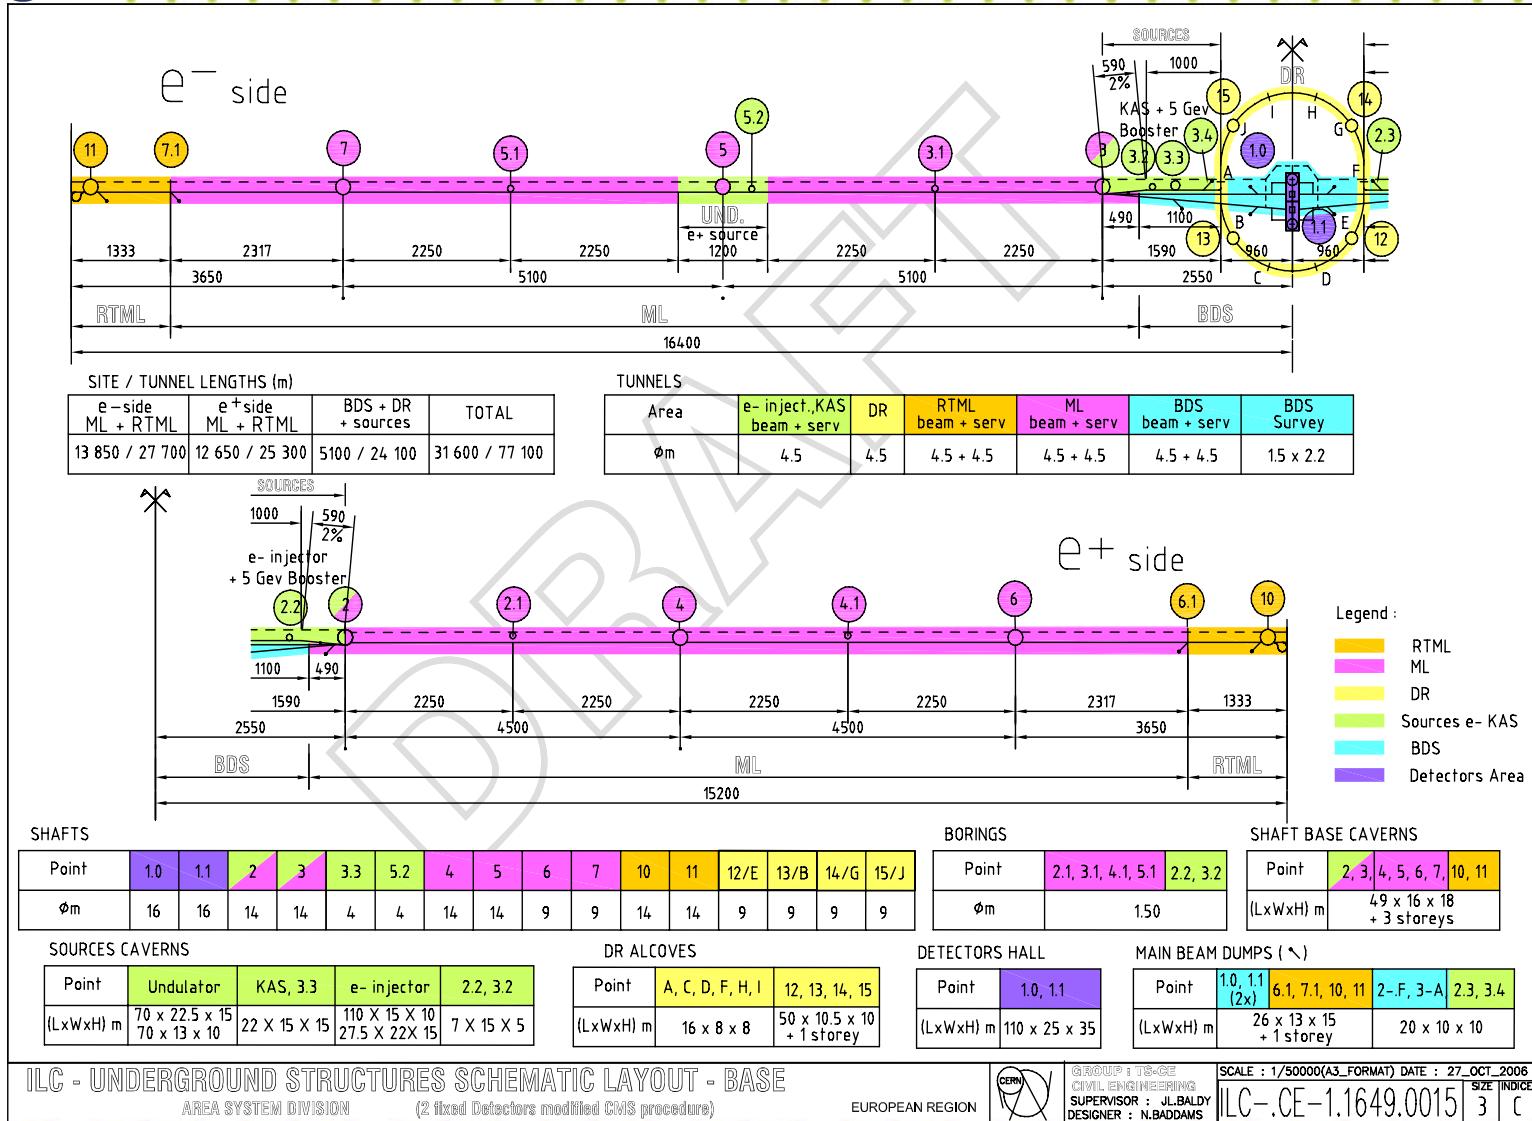 SOURCES
590
2%
1000
DR
e− side
KAS + 5 Gev
Booster
15
14
I H
J G
11
7.1
7
5.1
5
5.2
3.1
3
3.2
3.3
3.4
1.0
2.3
A F
B E
1.1
13
12
C D
UND.
e+ source
490
1100
1333
2317
2250
2250
1200
2250
2250
1590
960
960
3650
5100
5100
2550
RTML
ML
BDS
16400
SITE / TUNNEL LENGTHS (m)
e-side ML + RTML
e+side ML + RTML
BDS + DR + sources
TOTAL
13 850 / 27 700
12 650 / 25 300
5100 / 24 100
31 600 / 77 100
TUNNELS
Area
e- inject.,KAS beam + serv
DR
RTML beam + serv
ML beam + serv
BDS beam + serv
BDS Survey
øm
4.5
4.5
4.5 + 4.5
4.5 + 4.5
4.5 + 4.5
1.5 x 2.2
SOURCES
1000
590
2%
e- injector
+ 5 Gev Booster
e+ side
2.2
2
2.1
4
4.1
6
6.1
10
1100
490
1590
2250
2250
2250
2317
1333
2550
4500
4500
3650
BDS
ML
RTML
15200
Legend :
RTML
ML
DR
Sources e- KAS
BDS
Detectors Area
DRAFT
SHAFTS
Point 1.0 1.1 2 3 3.3 5.2 4 5 6 7 10 11 12/E 13/B 14/G 15/J
øm 16 16 14 14 4 4 14 14 9 9 14 14 9 9 9 9
BORINGS
Point 2.1, 3.1, 4.1, 5.1 2.2, 3.2
øm 1.50
SHAFT BASE CAVERNS
Point 2, 3, 4, 5, 6, 7, 10, 11
(LxWxH) m 49 x 16 x 18
+ 3 storeys
SOURCES CAVERNS
Point Undulator KAS, 3.3 e- injector 2.2, 3.2
(LxWxH) m 70 x 22.5 x 15 22 X 15 X 15 110 X 15 X 10 7 X 15 X 5
70 x 13 x 10 27.5 X 22X 15
DR ALCOVES
Point A, C, D, F, H, I 12, 13, 14, 15
(LxWxH) m 16 x 8 x 8 50 x 10.5 x 10
+ 1 storey
DETECTORS HALL
Point 1.0, 1.1
(LxWxH) m 110 x 25 x 35
MAIN BEAM DUMPS ( )
Point 1.0, 1.1 (2x) 6.1, 7.1, 10, 11 2-.F, 3-A, 2.3, 3.4
(LxWxH) m 26 x 13 x 15 20 x 10 x 10
+ 1 storey
ILC - UNDERGROUND STRUCTURES SCHEMATIC LAYOUT - BASE
AREA SYSTEM DIVISION (2 fixed Detectors modified CMS procedure)
EUROPEAN REGION
CERN
GROUP : TS-CE
CIVIL ENGINEERING
SUPERVISOR : JL.BALDY
DESIGNER : N.BADDAMS
SCALE : 1/50000(A3_FORMAT) DATE : 27_OCT_2006
ILC-.CE-1.1649.0015
SIZE INDICE
3 C